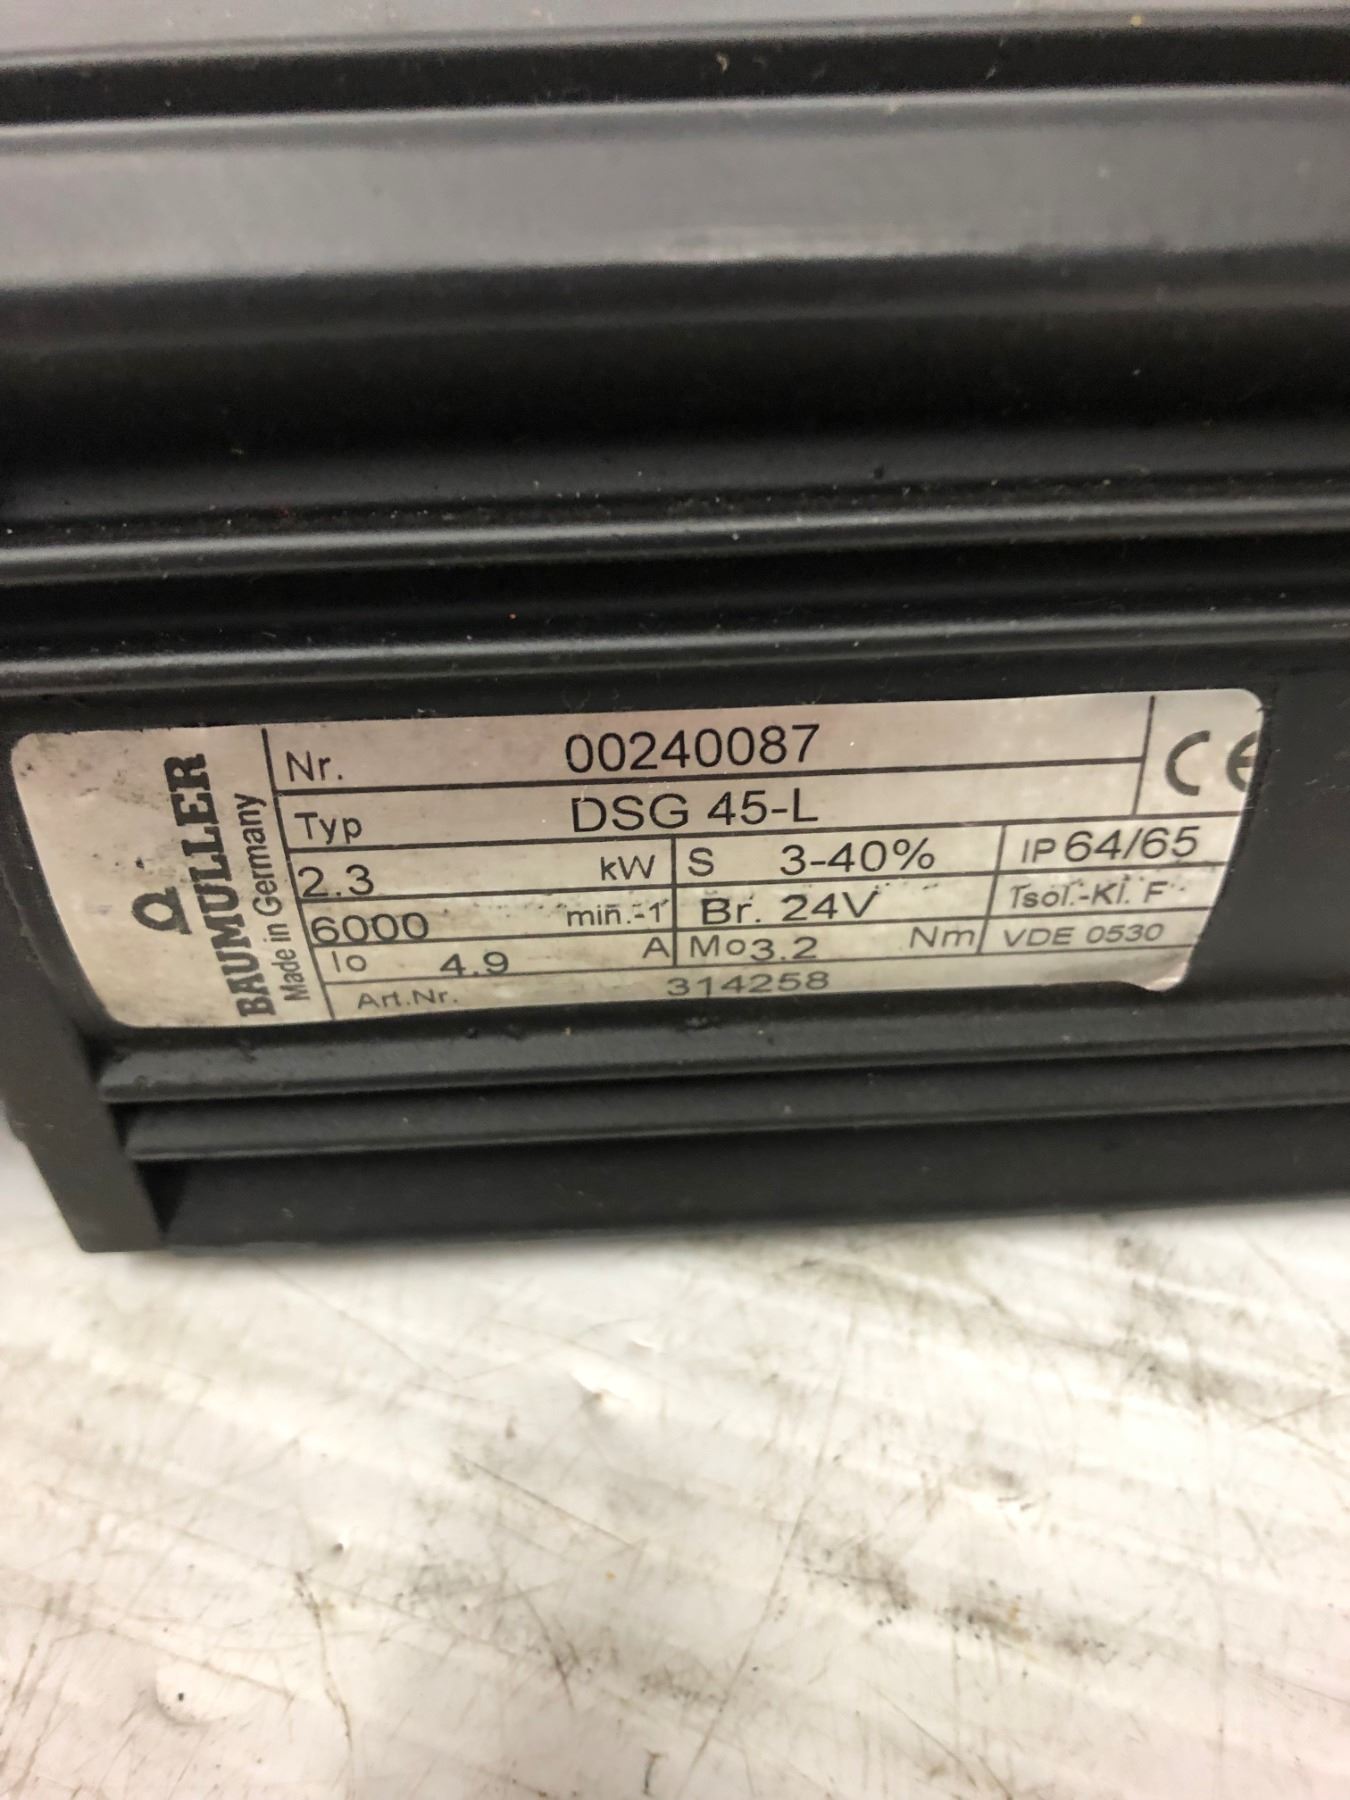 BAUMULLER
Made in Germany
Nr. 00240087
CE
Typ DSG 45-L
2.3 kW S 3-40% IP 64/65
6000 min.-1 Br. 24V Isol.-Kl. F
Io 4.9 A Mo 3.2 Nm VDE 0530
Art.Nr. 314258